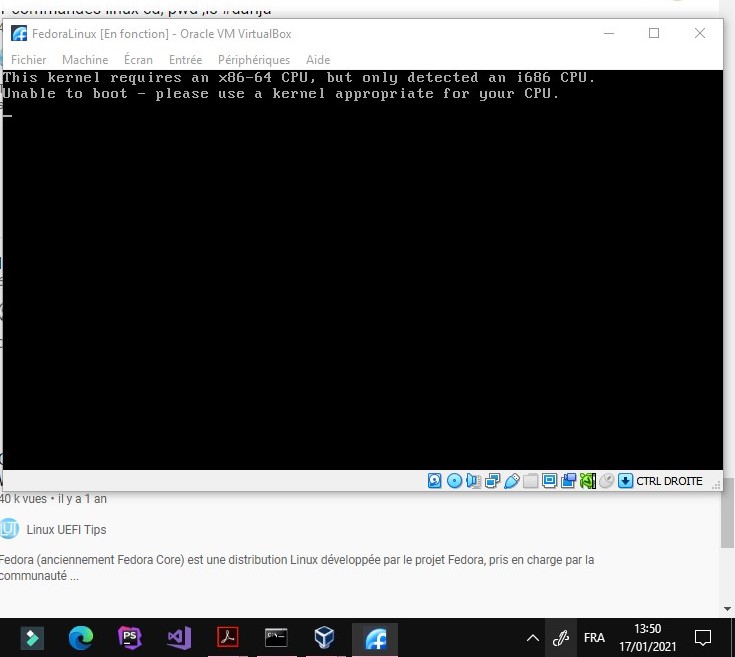 FedoraLinux [En fonction] - Oracle VM VirtualBox
Fichier Machine Écran Entrée Périphériques Aide
This kernel requires an x86-64 CPU, but only detected an i686 CPU.
Unable to boot - please use a kernel appropriate for your CPU.
CTRL DROITE
40 k vues • il y a 1 an
Linux UEFI Tips
Fedora (anciennement Fedora Core) est une distribution Linux développée par le projet Fedora, pris en charge par la
communauté ...
PS
FRA
13:50
17/01/2021